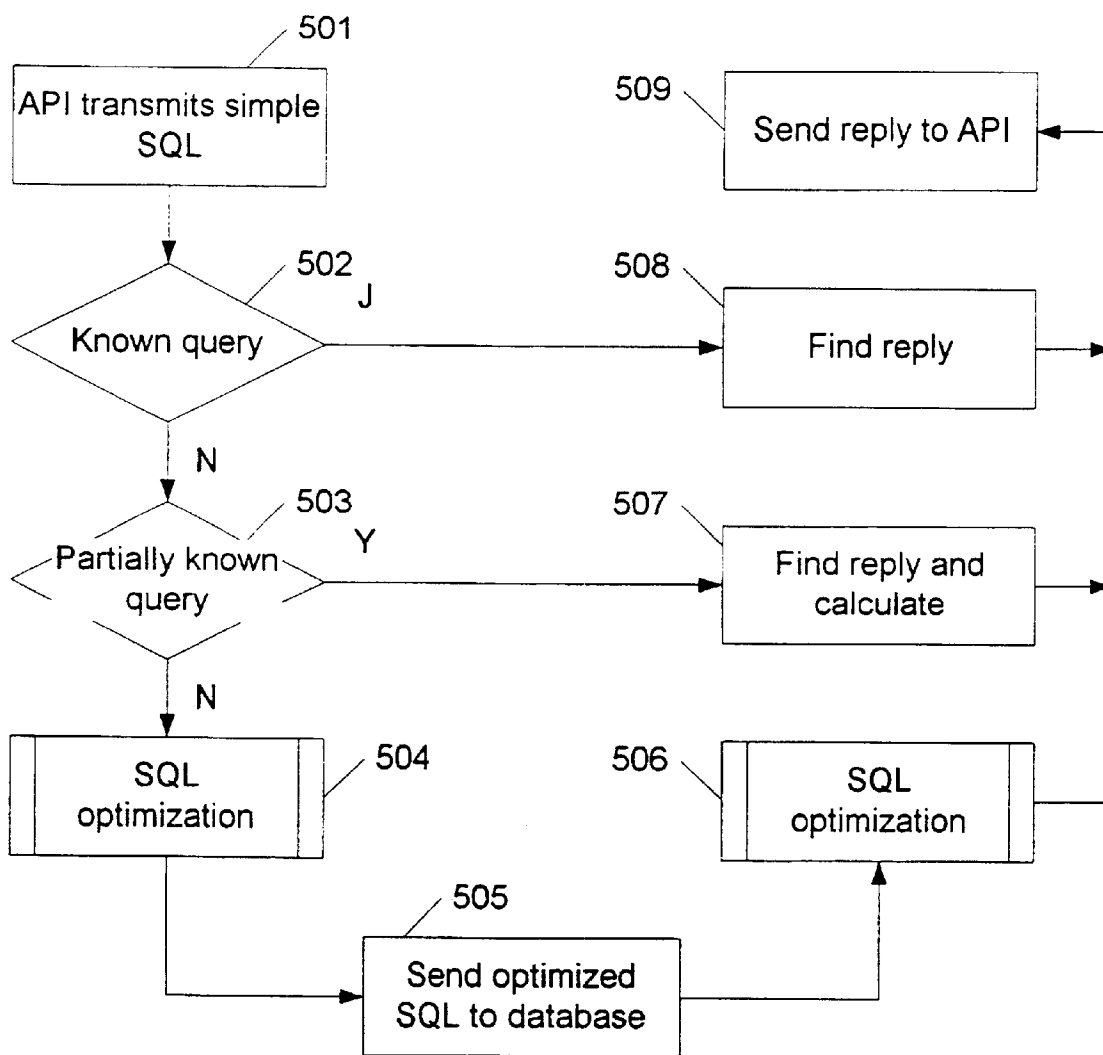 501
API transmits simple
SQL
509
Send reply to API
502
J
Known query
508
Find reply
N
503
Y
Partially known
query
507
Find reply and
calculate
N
SQL
optimization
504
506
SQL
optimization
505
Send optimized
SQL to database